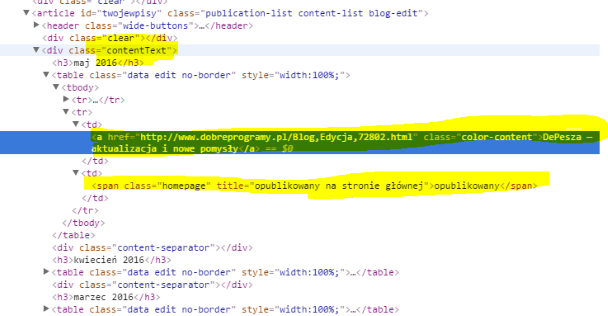 <div class="clear"></div>
▼<article id="twojewpisy" class="publication-list content-list blog-edit">
▶<header class="wide-buttons">…</header>
<div class="clear"></div>
▼<div class="contentText">
<h3>maj 2016</h3>
▼<table class="data edit no-border" style="width:100%;">
▼<tbody>
▶<tr>…</tr>
▼<tr>
▼<td>
<a href="http://www.dobreprogramy.pl/Blog,Edycja,72802.html" class="color-content">DePesza –
aktualizacja i nowe pomysły</a> == $0
</td>
▼<td>
<span class="homepage" title="opublikowany na stronie głównej">opublikowany</span>
</td>
</tr>
</tbody>
</table>
<div class="content-separator"></div>
<h3>kwiecień 2016</h3>
▶<table class="data edit no-border" style="width:100%;">…</table>
<div class="content-separator"></div>
<h3>marzec 2016</h3>
▶<table class="data edit no-border" style="width:100%;">…</table>